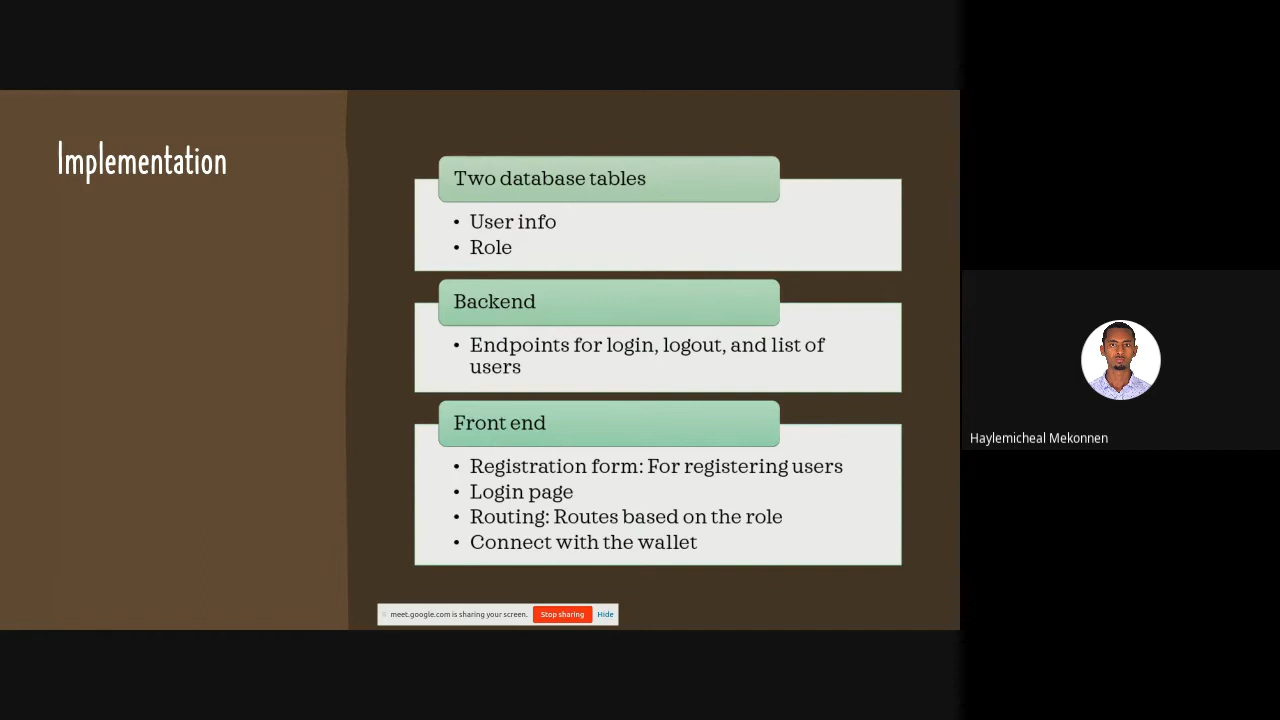 Implementation
Two database tables
• User info
• Role
Backend
• Endpoints for login, logout, and list of
users
Front end
• Registration form: For registering users
• Login page
• Routing: Routes based on the role
• Connect with the wallet
meet.google.com is sharing your screen. Stop sharing Hide
Haylemicheal Mekonnen